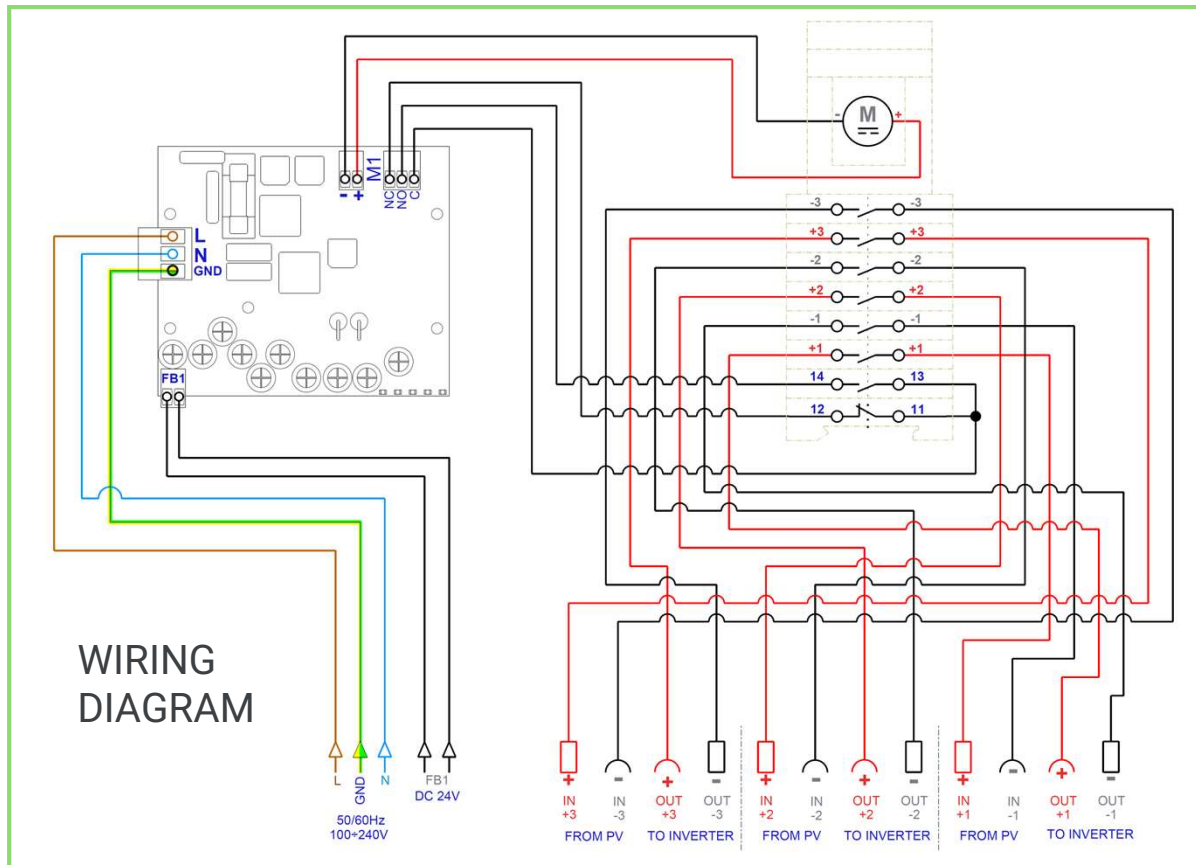 - M +
M1
- +
NC NO C
L
N
GND
FB1
-3 -3
+3 +3
-2 -2
+2 +2
-1 -1
+1 +1
14 13
12 11
WIRING
DIAGRAM
L GND N
50/60Hz
100÷240V
FB1
DC 24V
+ - + - + - + - + - + -
IN IN OUT OUT IN IN OUT OUT IN IN OUT OUT
+3 -3 +3 -3 +2 -2 +2 -2 +1 -1 +1 -1
FROM PV TO INVERTER FROM PV TO INVERTER FROM PV TO INVERTER